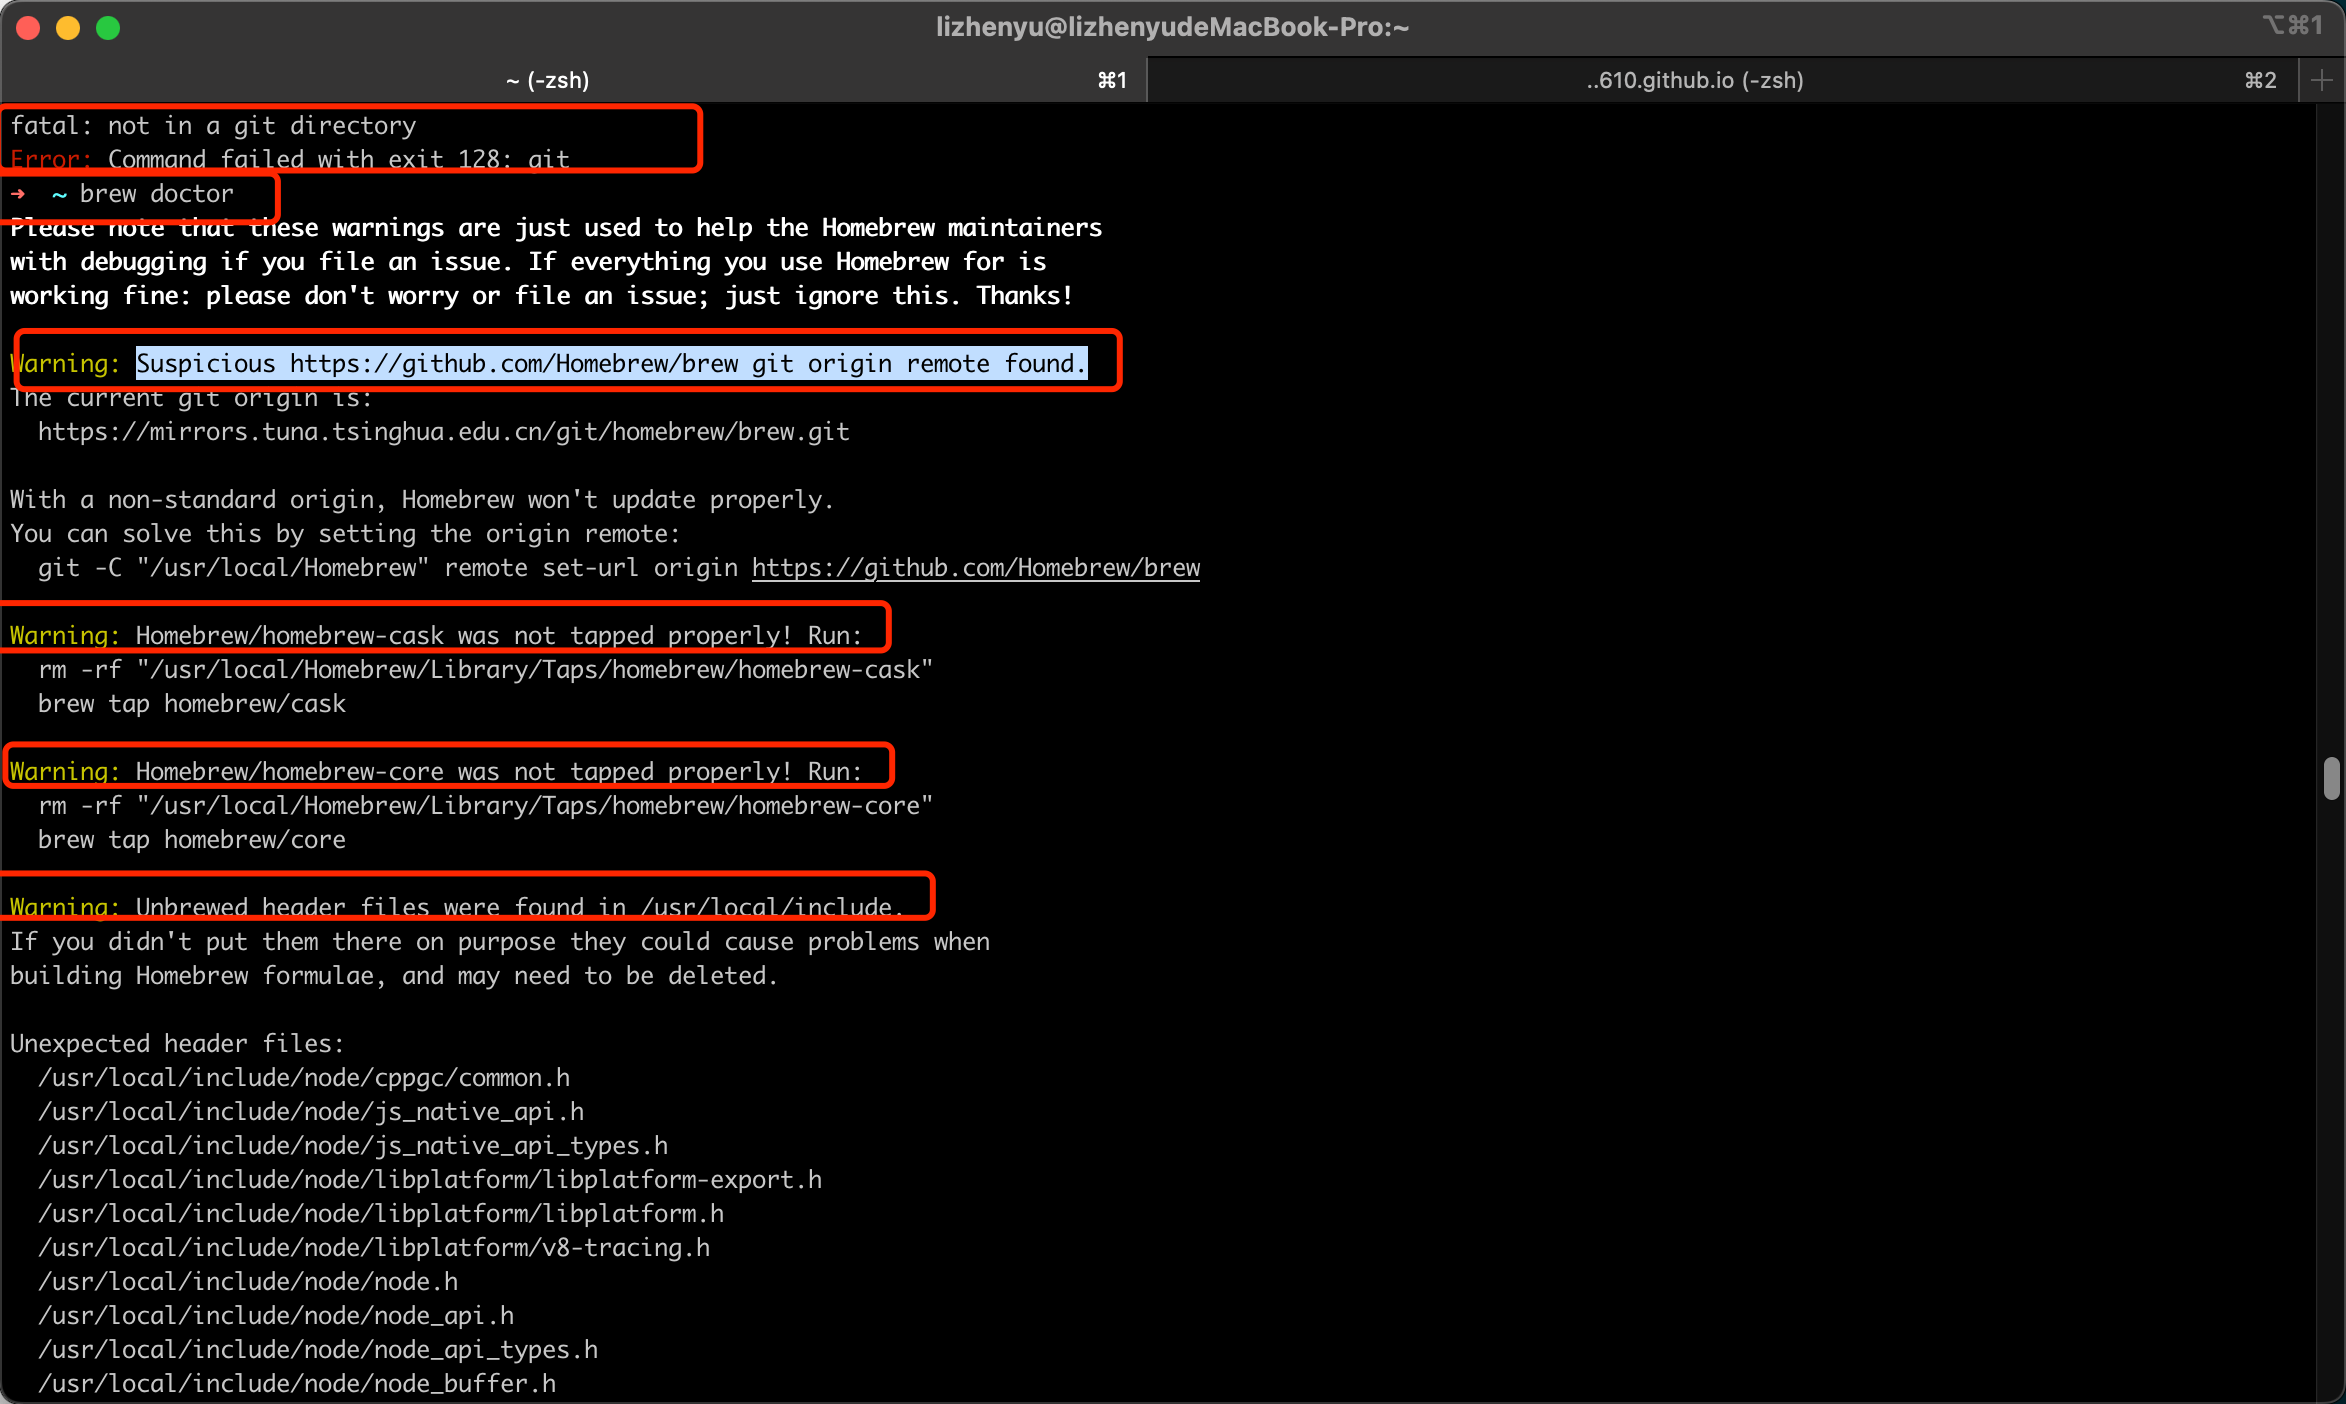 lizhenyu@lizhenyudeMacBook-Pro:~
⌥⌘1
~ (-zsh)
⌘1
..610.github.io (-zsh)
⌘2
fatal: not in a git directory
Error: Command failed with exit 128: git
➜  ~ brew doctor
Please note that these warnings are just used to help the Homebrew maintainers
with debugging if you file an issue. If everything you use Homebrew for is
working fine: please don't worry or file an issue; just ignore this. Thanks!
Warning: Suspicious https://github.com/Homebrew/brew git origin remote found.
The current git origin is:
  https://mirrors.tuna.tsinghua.edu.cn/git/homebrew/brew.git
With a non-standard origin, Homebrew won't update properly.
You can solve this by setting the origin remote:
  git -C "/usr/local/Homebrew" remote set-url origin https://github.com/Homebrew/brew
Warning: Homebrew/homebrew-cask was not tapped properly! Run:
  rm -rf "/usr/local/Homebrew/Library/Taps/homebrew/homebrew-cask"
  brew tap homebrew/cask
Warning: Homebrew/homebrew-core was not tapped properly! Run:
  rm -rf "/usr/local/Homebrew/Library/Taps/homebrew/homebrew-core"
  brew tap homebrew/core
Warning: Unbrewed header files were found in /usr/local/include.
If you didn't put them there on purpose they could cause problems when
building Homebrew formulae, and may need to be deleted.
Unexpected header files:
  /usr/local/include/node/cppgc/common.h
  /usr/local/include/node/js_native_api.h
  /usr/local/include/node/js_native_api_types.h
  /usr/local/include/node/libplatform/libplatform-export.h
  /usr/local/include/node/libplatform/libplatform.h
  /usr/local/include/node/libplatform/v8-tracing.h
  /usr/local/include/node/node.h
  /usr/local/include/node/node_api.h
  /usr/local/include/node/node_api_types.h
  /usr/local/include/node/node_buffer.h